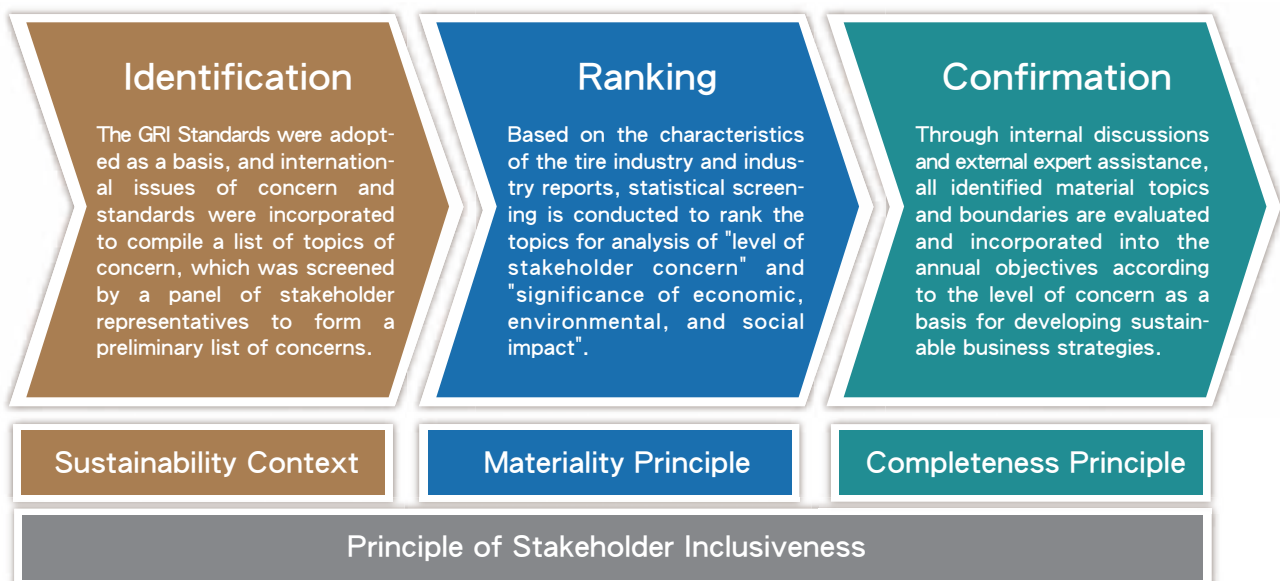 Identification
The GRI Standards were adopt-
ed as a basis, and internation-
al issues of concern and
standards were incorporated
to compile a list of topics of
concern, which was screened
by a panel of stakeholder
representatives to form a
preliminary list of concerns.
Ranking
Based on the characteristics
of the tire industry and indus-
try reports, statistical screen-
ing is conducted to rank the
topics for analysis of "level of
stakeholder concern" and
"significance of economic,
environmental, and social
impact".
Confirmation
Through internal discussions
and external expert assistance,
all identified material topics
and boundaries are evaluated
and incorporated into the
annual objectives according
to the level of concern as a
basis for developing sustain-
able business strategies.
Sustainability Context
Materiality Principle
Completeness Principle
Principle of Stakeholder Inclusiveness